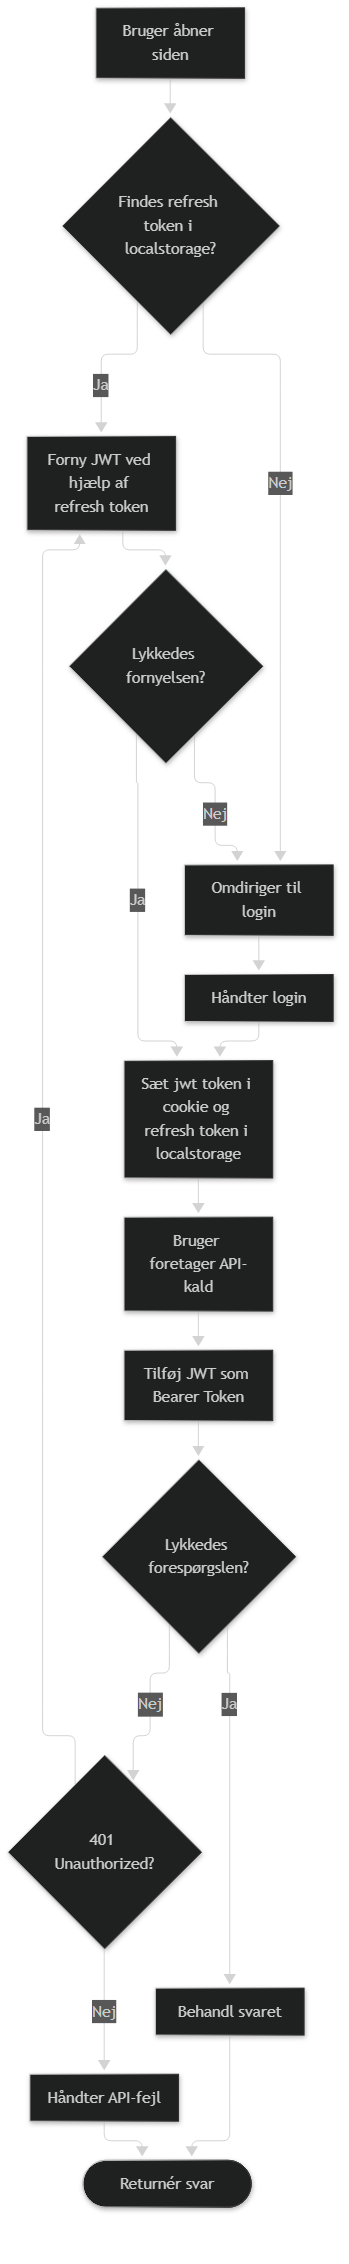 Bruger åbner
siden
Findes refresh
token i
localstorage?
Ja
Forny JWT ved
hjælp af
refresh token
Nej
Lykkedes
fornyelsen?
Nej
Omdiriger til
login
Ja
Håndter login
Sæt jwt token i
cookie og
refresh token i
localstorage
Ja
Bruger
foretager API-
kald
Tilføj JWT som
Bearer Token
Lykkedes
forespørgslen?
Nej
Ja
401
Unauthorized?
Nej
Behandl svaret
Håndter API-fejl
Returnér svar